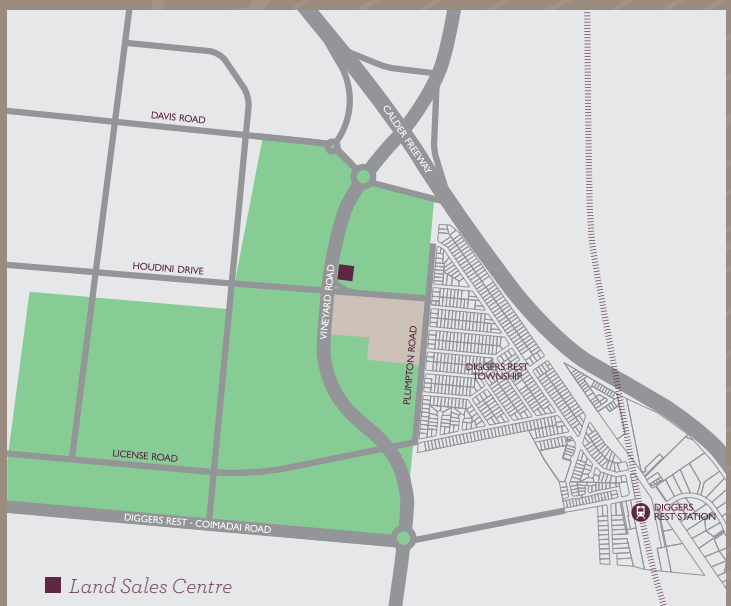 DAVIS ROAD
CALDER FREEWAY
HOUDINI DRIVE
VINEYARD ROAD
PLUMPTON ROAD
DIGGERS REST
TOWNSHIP
LICENSE ROAD
DIGGERS
REST STATION
DIGGERS REST - COIMADAI ROAD
Land Sales Centre